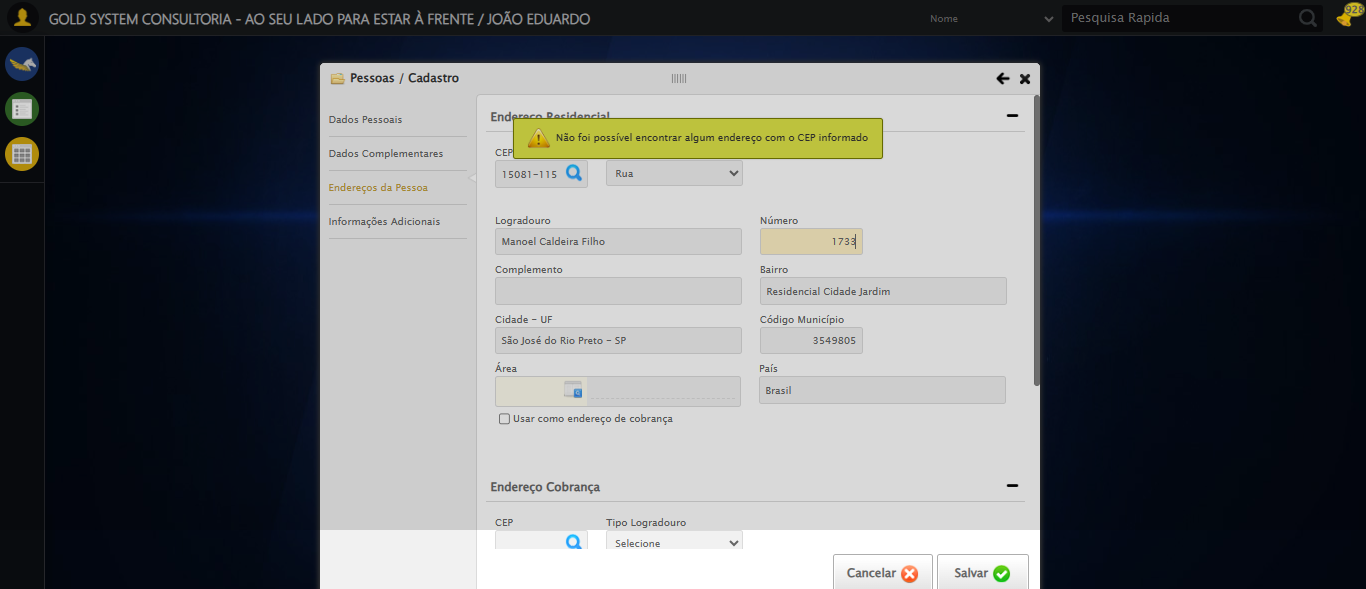 GOLD SYSTEM CONSULTORIA - AO SEU LADO PARA ESTAR À FRENTE / JOÃO EDUARDO
Nome
Pesquisa Rapida
928
Pessoas / Cadastro
Dados Pessoais
Dados Complementares
Endereços da Pessoa
Informações Adicionais
Endereço Residencial
Não foi possível encontrar algum endereço com o CEP informado
CEP
15081-115
Rua
Logradouro
Número
Manoel Caldeira Filho
1733
Complemento
Bairro
Residencial Cidade Jardim
Cidade - UF
Código Município
São José do Rio Preto - SP
3549805
Área
País
Brasil
Usar como endereço de cobrança
Endereço Cobrança
CEP
Tipo Logradouro
Selecione
Cancelar
Salvar